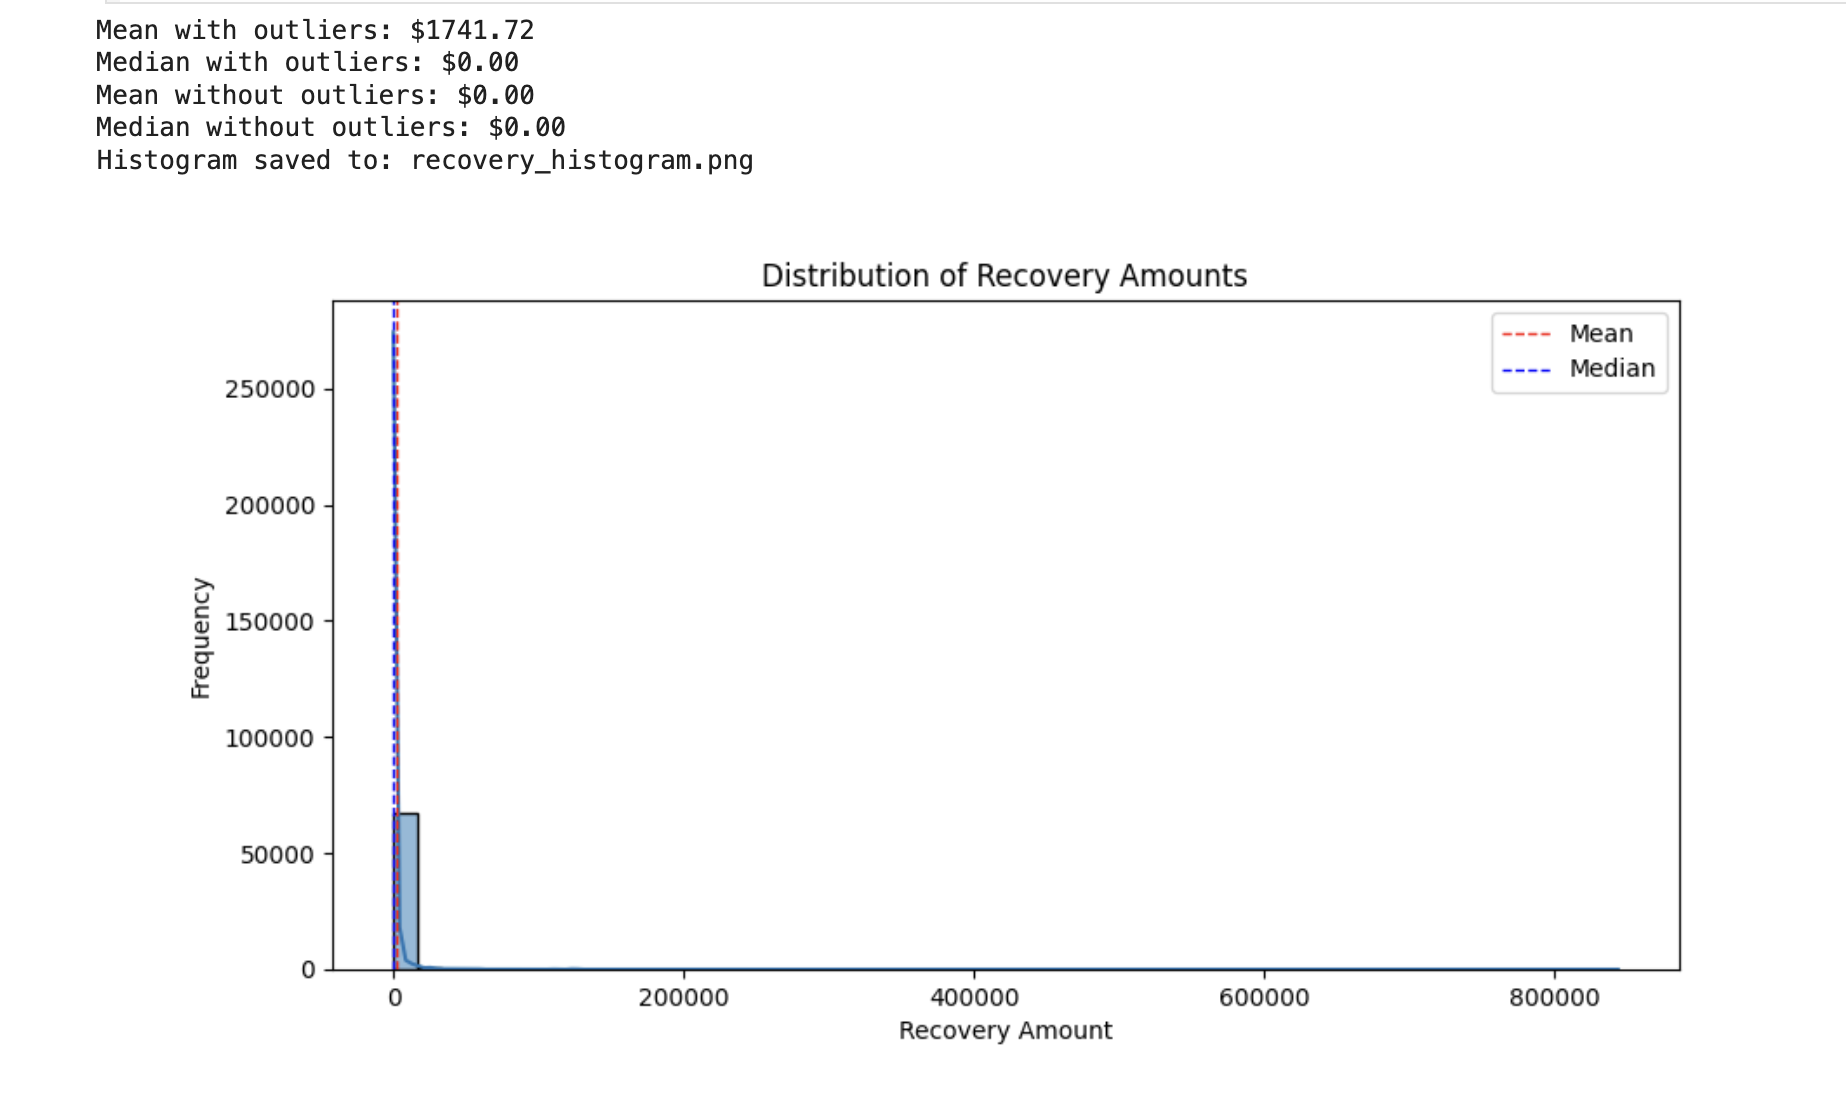 Mean with outliers: $1741.72
Median with outliers: $0.00
Mean without outliers: $0.00
Median without outliers: $0.00
Histogram saved to: recovery_histogram.png
Distribution of Recovery Amounts
Mean
Median
250000
200000
150000
100000
50000
0
Frequency
0 200000 400000 600000 800000
Recovery Amount